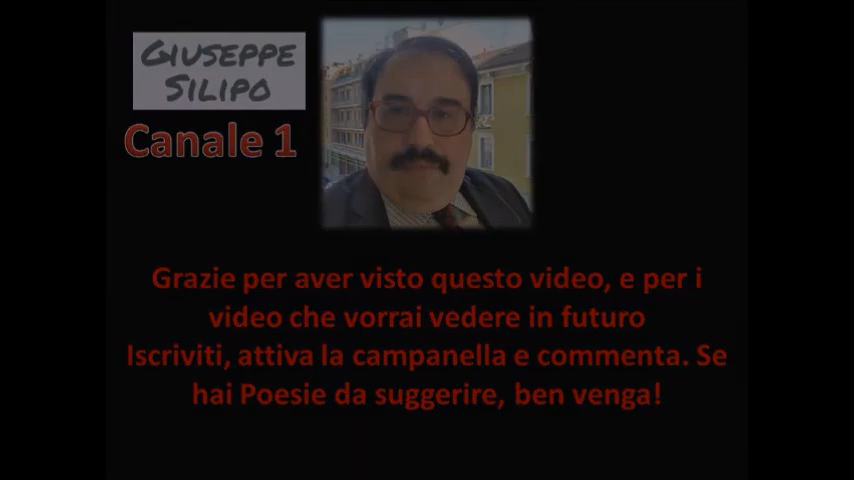 GIUSEPPE
SILIPO
Canale 1
Grazie per aver visto questo video, e per i
video che vorrai vedere in futuro
Iscriviti, attiva la campanella e commenta. Se
hai Poesie da suggerire, ben venga!